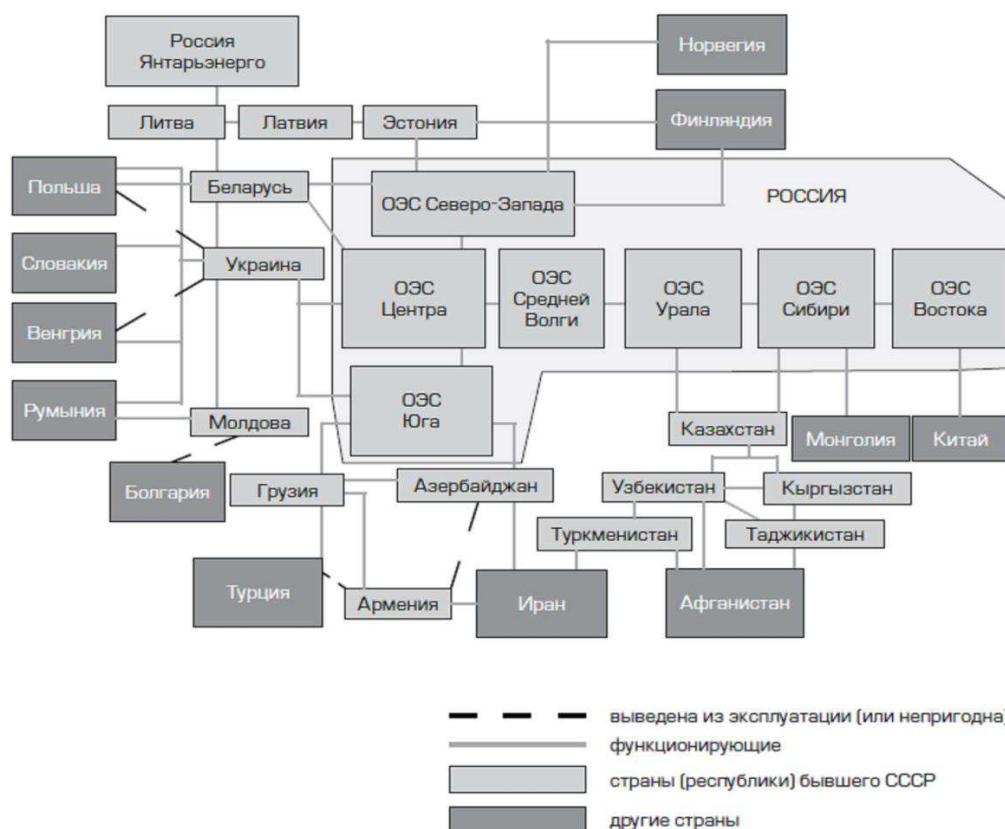 Россия
Янтарьэнерго
Норвегия
Литва
Латвия
Эстония
Финляндия
Польша
Беларусь
ОЭС Северо-Запада
РОССИЯ
Словакия
Украина
ОЭС
Центра
ОЭС
Средней
Волги
ОЭС
Урала
ОЭС
Сибири
ОЭС
Востока
Венгрия
Румыния
Молдова
ОЭС
Юга
Казахстан
Монголия
Китай
Болгария
Грузия
Азербайджан
Узбекистан
Кыргызстан
Туркменистан
Таджикистан
Турция
Армения
Иран
Афганистан
выведена из эксплуатации (или непригодна)
функционирующие
страны (республики) бывшего СССР
другие страны